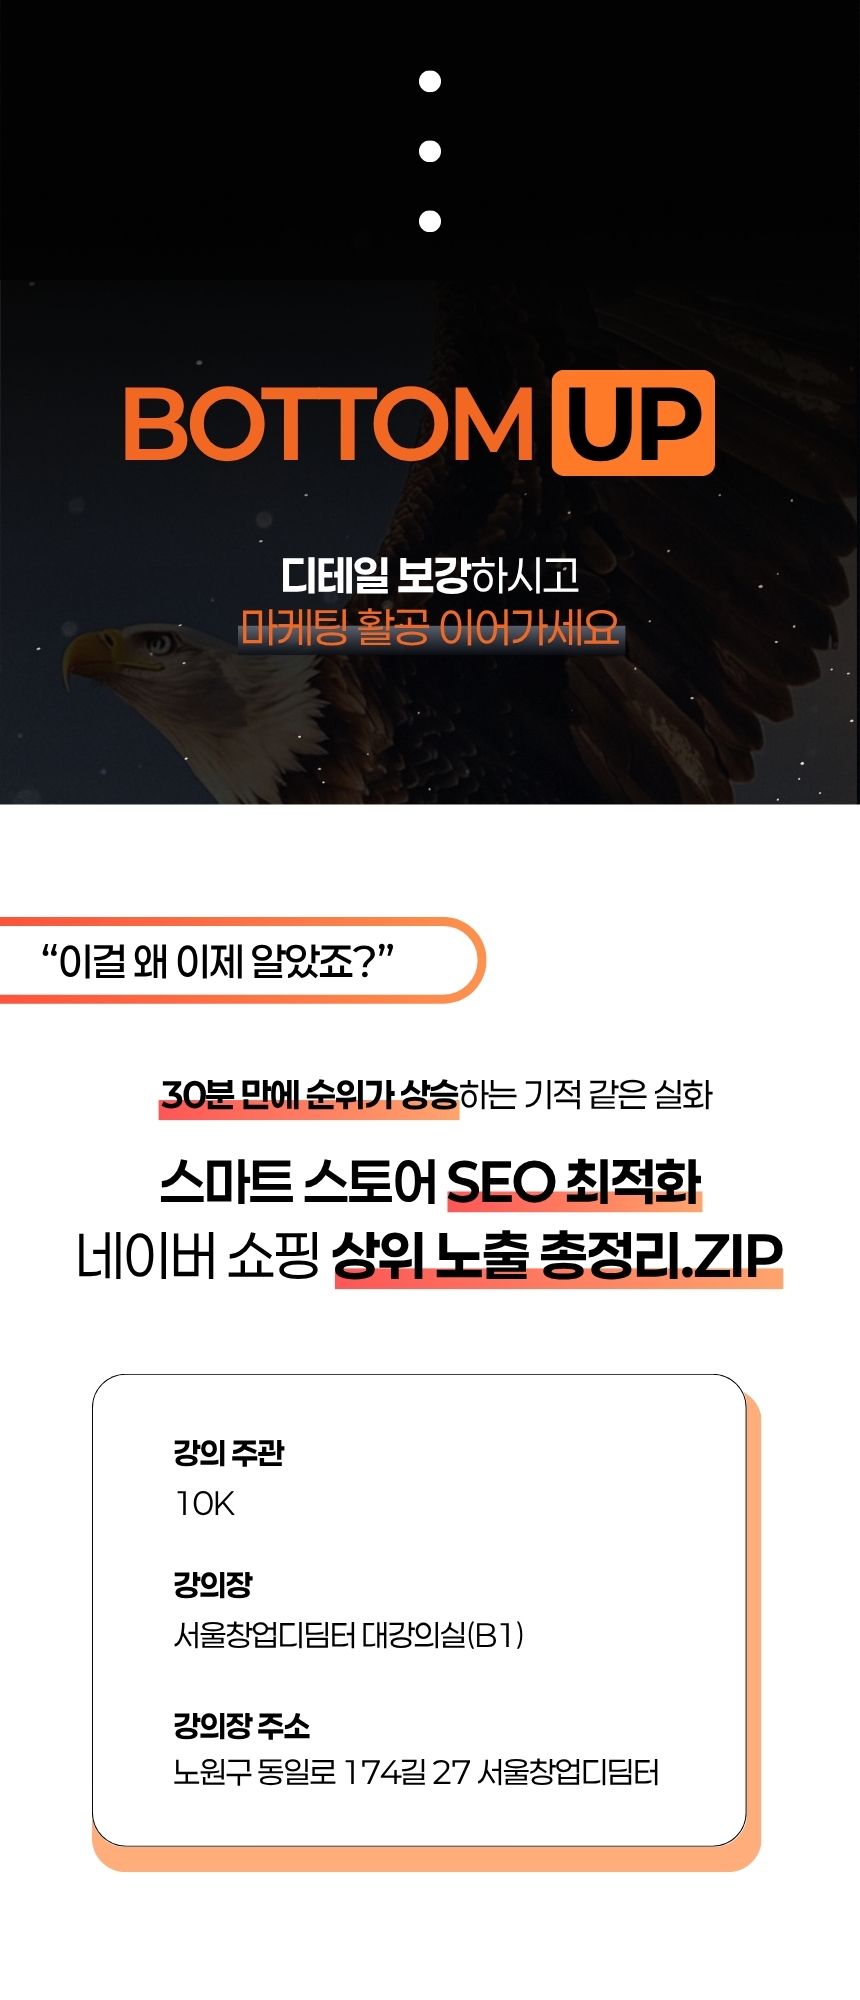 BOTTOM UP
디테일 보강하시고
마케팅 활공 이어가세요
“이걸 왜 이제 알았죠?”
30분 만에 순위가 상승하는 기적 같은 실화
스마트 스토어 SEO 최적화
네이버 쇼핑 상위 노출 총정리.ZIP
강의 주관
10K
강의장
서울창업디딤터 대강의실(B1)
강의장 주소
노원구 동일로 174길 27 서울창업디딤터